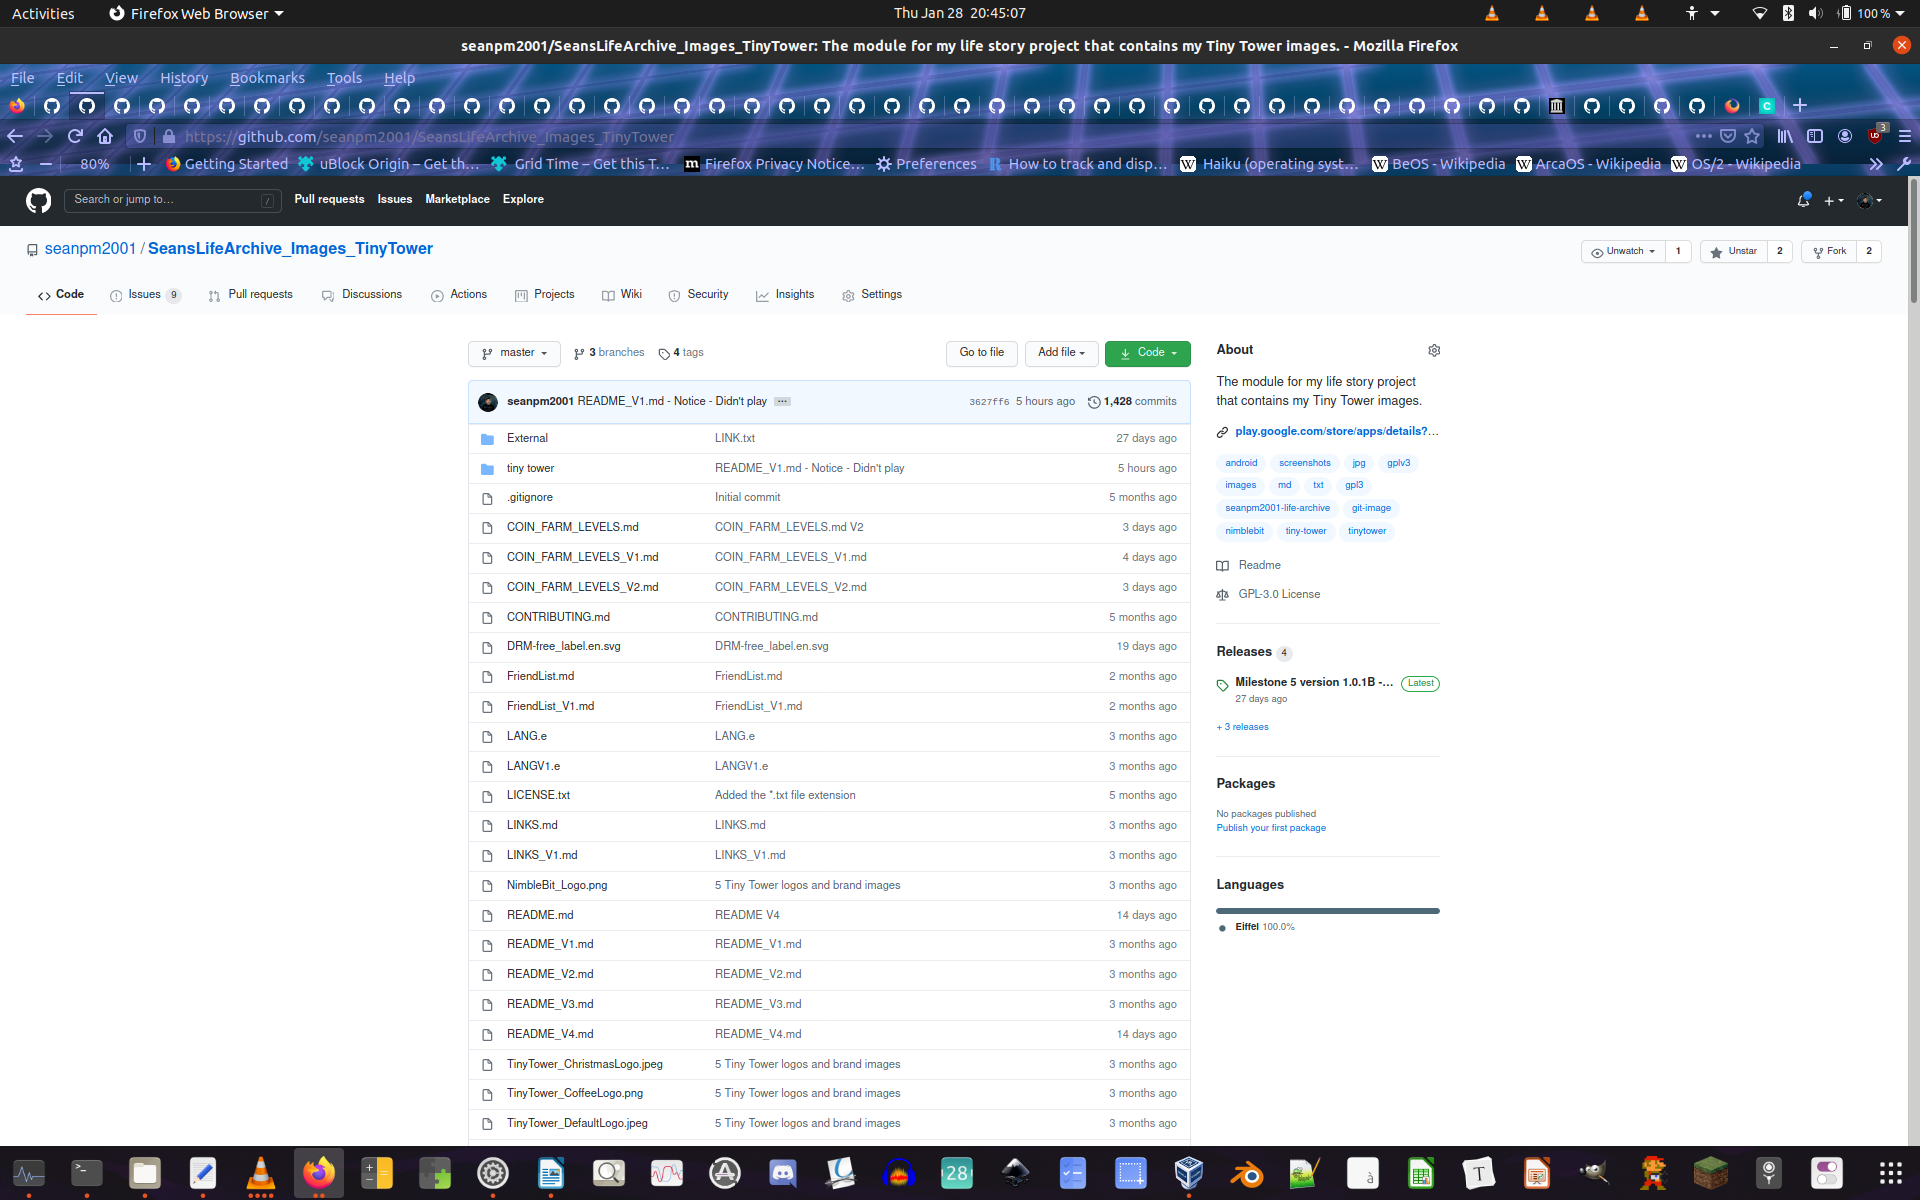 Activities Firefox Web Browser Thu Jan 28 20:45:07 100 %
seanpm2001/SeansLifeArchive_Images_TinyTower: The module for my life story project that contains my Tiny Tower images. - Mozilla Firefox
File Edit View History Bookmarks Tools Help
https://github.com/seanpm2001/SeansLifeArchive_Images_TinyTower 3
80% Getting Started uBlock Origin – Get th… Grid Time – Get this T… Firefox Privacy Notice… Preferences How to track and disp… Haiku (operating syst… BeOS - Wikipedia ArcaOS - Wikipedia OS/2 - Wikipedia
Search or jump to… / Pull requests Issues Marketplace Explore
seanpm2001 / SeansLifeArchive_Images_TinyTower Unwatch 1 Unstar 2 Fork 2
Code Issues 9 Pull requests Discussions Actions Projects Wiki Security Insights Settings
master 3 branches 4 tags Go to file Add file Code
seanpm2001 README_V1.md - Notice - Didn't play ··· 3627ff6 5 hours ago 1,428 commits
External LINK.txt 27 days ago
tiny tower README_V1.md - Notice - Didn't play 5 hours ago
.gitignore Initial commit 5 months ago
COIN_FARM_LEVELS.md COIN_FARM_LEVELS.md V2 3 days ago
COIN_FARM_LEVELS_V1.md COIN_FARM_LEVELS_V1.md 4 days ago
COIN_FARM_LEVELS_V2.md COIN_FARM_LEVELS_V2.md 3 days ago
CONTRIBUTING.md CONTRIBUTING.md 5 months ago
DRM-free_label.en.svg DRM-free_label.en.svg 19 days ago
FriendList.md FriendList.md 2 months ago
FriendList_V1.md FriendList_V1.md 2 months ago
LANG.e LANG.e 3 months ago
LANGV1.e LANGV1.e 3 months ago
LICENSE.txt Added the *.txt file extension 5 months ago
LINKS.md LINKS.md 3 months ago
LINKS_V1.md LINKS_V1.md 3 months ago
NimbleBit_Logo.png 5 Tiny Tower logos and brand images 3 months ago
README.md README V4 14 days ago
README_V1.md README_V1.md 3 months ago
README_V2.md README_V2.md 3 months ago
README_V3.md README_V3.md 3 months ago
README_V4.md README_V4.md 14 days ago
TinyTower_ChristmasLogo.jpeg 5 Tiny Tower logos and brand images 3 months ago
TinyTower_CoffeeLogo.png 5 Tiny Tower logos and brand images 3 months ago
TinyTower_DefaultLogo.jpeg 5 Tiny Tower logos and brand images 3 months ago
About
The module for my life story project
that contains my Tiny Tower images.
play.google.com/store/apps/details?…
android screenshots jpg gplv3
images md txt gpl3
seanpm2001-life-archive git-image
nimblebit tiny-tower tinytower
Readme
GPL-3.0 License
Releases 4
Milestone 5 version 1.0.1B -… Latest
27 days ago
+ 3 releases
Packages
No packages published
Publish your first package
Languages
Eiffel 100.0%
28